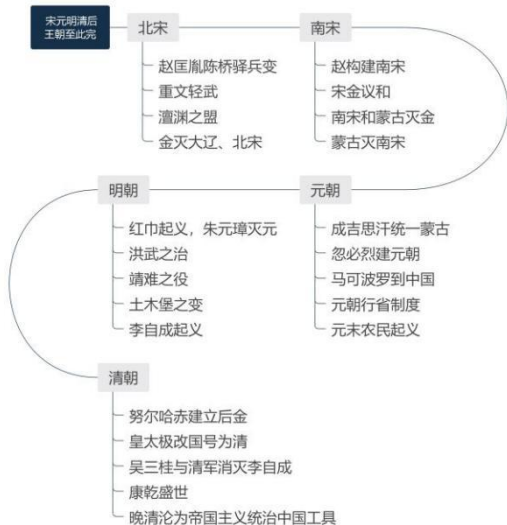 宋元明清后
王朝至此完
北宋
赵匡胤陈桥驿兵变
重文轻武
澶渊之盟
金灭大辽、北宋
南宋
赵构建南宋
宋金议和
南宋和蒙古灭金
蒙古灭南宋
元朝
成吉思汗统一蒙古
忽必烈建元朝
马可波罗到中国
元朝行省制度
元末农民起义
明朝
红巾起义，朱元璋灭元
洪武之治
靖难之役
土木堡之变
李自成起义
清朝
努尔哈赤建立后金
皇太极改国号为清
吴三桂与清军消灭李自成
康乾盛世
晚清沦为帝国主义统治中国工具